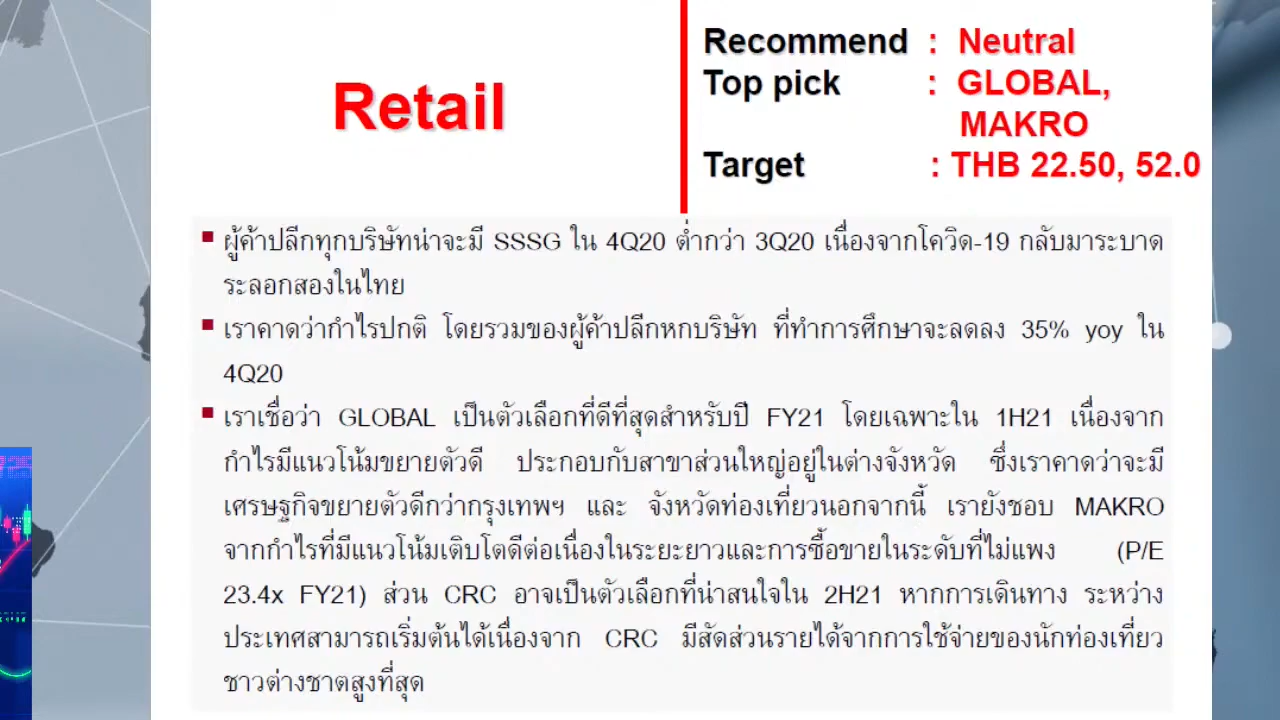 Retail
Recommend : Neutral
Top pick : GLOBAL,
MAKRO
Target : THB 22.50, 52.0
ผู้ค้าปลีกทุกบริษัทน่าจะมี SSSG ใน 4Q20 ต่ำกว่า 3Q20 เนื่องจากโควิด-19 กลับมาระบาด
ระลอกสองในไทย
เราคาดว่ากำไรปกติ โดยรวมของผู้ค้าปลีกหกบริษัท ที่ทำการศึกษาจะลดลง 35% yoy ใน
4Q20
เราเชื่อว่า GLOBAL เป็นตัวเลือกที่ดีที่สุดสำหรับปี FY21 โดยเฉพาะใน 1H21 เนื่องจาก
กำไรมีแนวโน้มขยายตัวดี ประกอบกับสาขาส่วนใหญ่อยู่ในต่างจังหวัด ซึ่งเราคาดว่าจะมี
เศรษฐกิจขยายตัวดีกว่ากรุงเทพฯ และ จังหวัดท่องเที่ยวนอกจากนี้ เรายังชอบ MAKRO
จากกำไรที่มีแนวโน้มเติบโตดีต่อเนื่องในระยะยาวและการซื้อขายในระดับที่ไม่แพง (P/E
23.4x FY21) ส่วน CRC อาจเป็นตัวเลือกที่น่าสนใจใน 2H21 หากการเดินทาง ระหว่าง
ประเทศสามารถเริ่มต้นได้เนื่องจาก CRC มีสัดส่วนรายได้จากการใช้จ่ายของนักท่องเที่ยว
ชาวต่างชาตสูงที่สุด